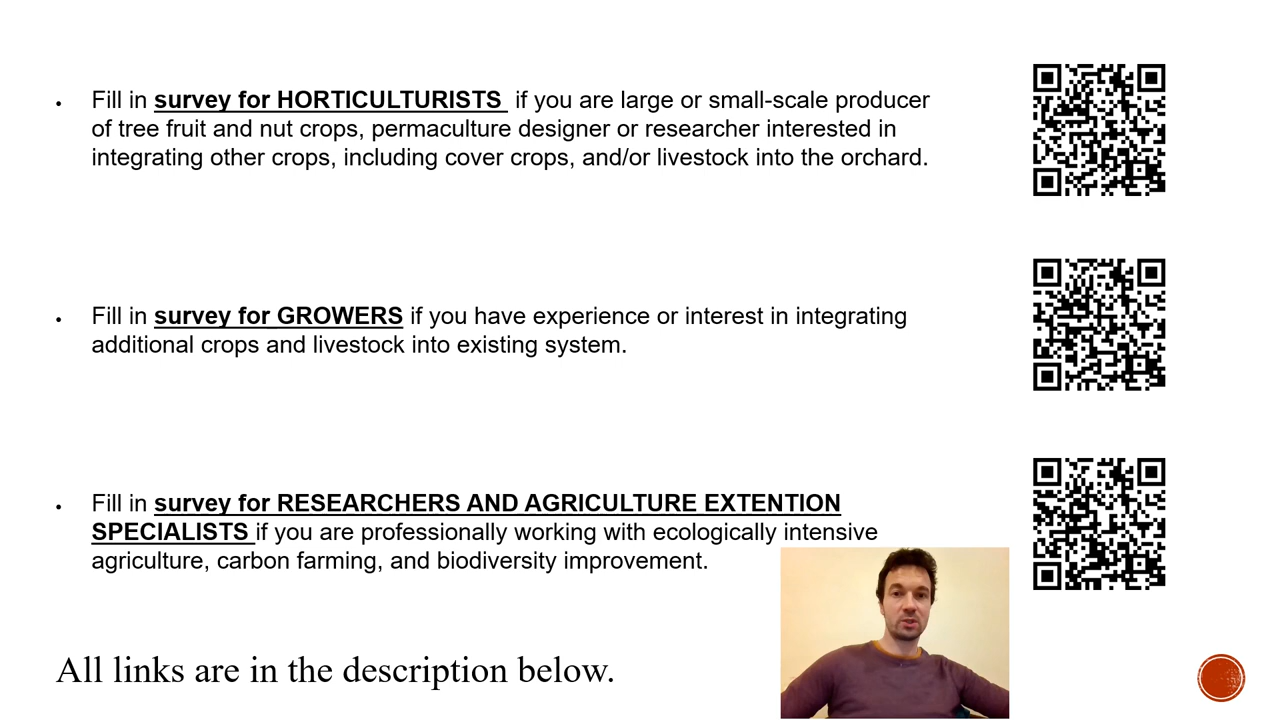 • Fill in survey for HORTICULTURISTS if you are large or small-scale producer
of tree fruit and nut crops, permaculture designer or researcher interested in
integrating other crops, including cover crops, and/or livestock into the orchard.
• Fill in survey for GROWERS if you have experience or interest in integrating
additional crops and livestock into existing system.
• Fill in survey for RESEARCHERS AND AGRICULTURE EXTENTION
SPECIALISTS if you are professionally working with ecologically intensive
agriculture, carbon farming, and biodiversity improvement.
All links are in the description below.